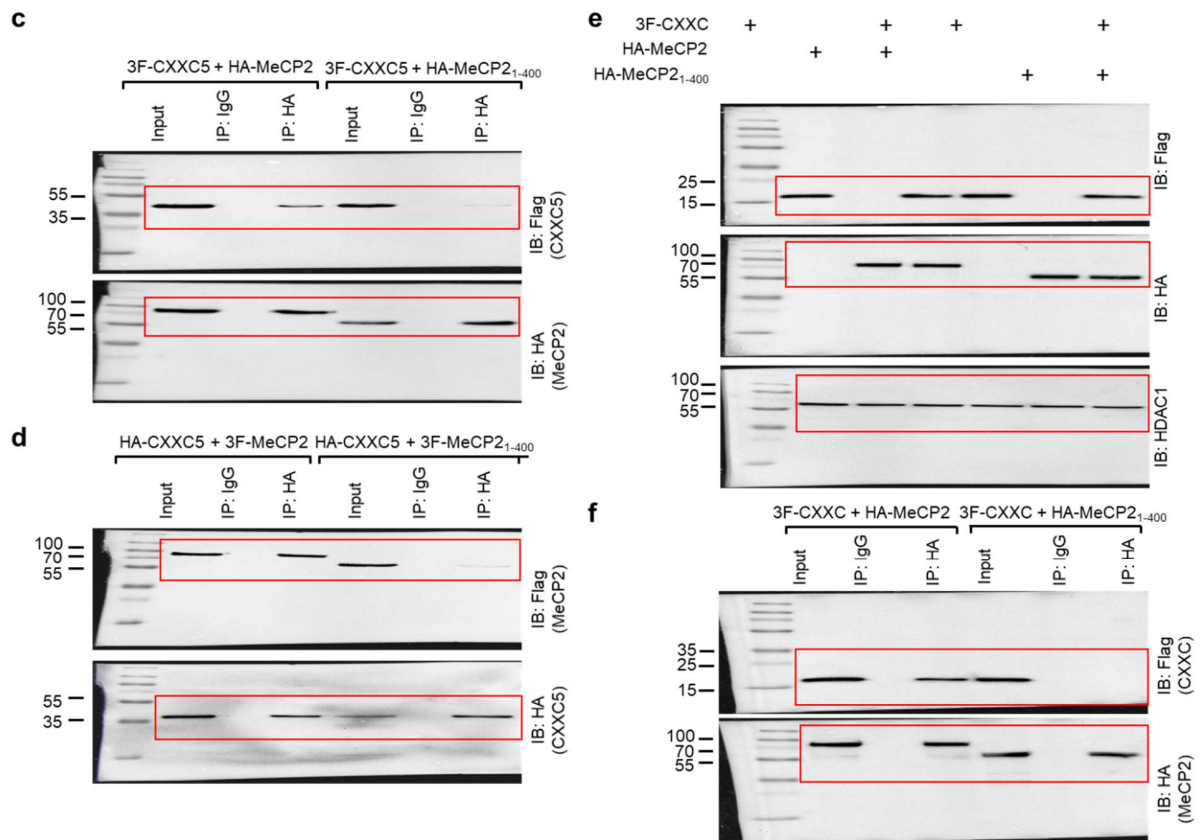 c
3F-CXXC5 + HA-MeCP2 3F-CXXC5 + HA-MeCP2₁₋₄₀₀
Input IP: IgG IP: HA Input IP: IgG IP: HA
55
35
IB: Flag
(CXXC5)
100
70
55
IB: HA
(MeCP2)
d
HA-CXXC5 + 3F-MeCP2 HA-CXXC5 + 3F-MeCP2₁₋₄₀₀
Input IP: IgG IP: HA Input IP: IgG IP: HA
100
70
55
IB: Flag
(MeCP2)
55
35
IB: HA
(CXXC5)
e
3F-CXXC + + + +
HA-MeCP2 + +
HA-MeCP2₁₋₄₀₀ + +
25
15
IB: Flag
100
70
55
IB: HA
100
70
55
IB: HDAC1
f
3F-CXXC + HA-MeCP2 3F-CXXC + HA-MeCP2₁₋₄₀₀
Input IP: IgG IP: HA Input IP: IgG IP: HA
35
25
15
IB: Flag
(CXXC)
100
70
55
IB: HA
(MeCP2)